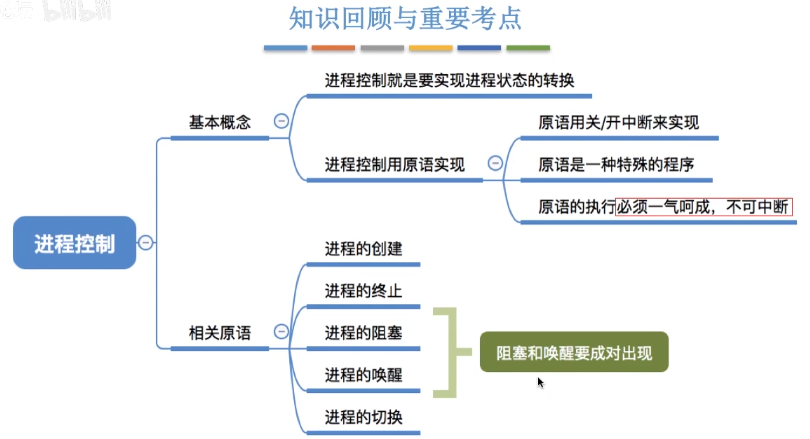 bilibili
知识回顾与重要考点
进程控制就是要实现进程状态的转换
基本概念
原语用关/开中断来实现
进程控制用原语实现
原语是一种特殊的程序
原语的执行必须一气呵成，不可中断
进程控制
进程的创建
进程的终止
相关原语
进程的阻塞
阻塞和唤醒要成对出现
进程的唤醒
进程的切换